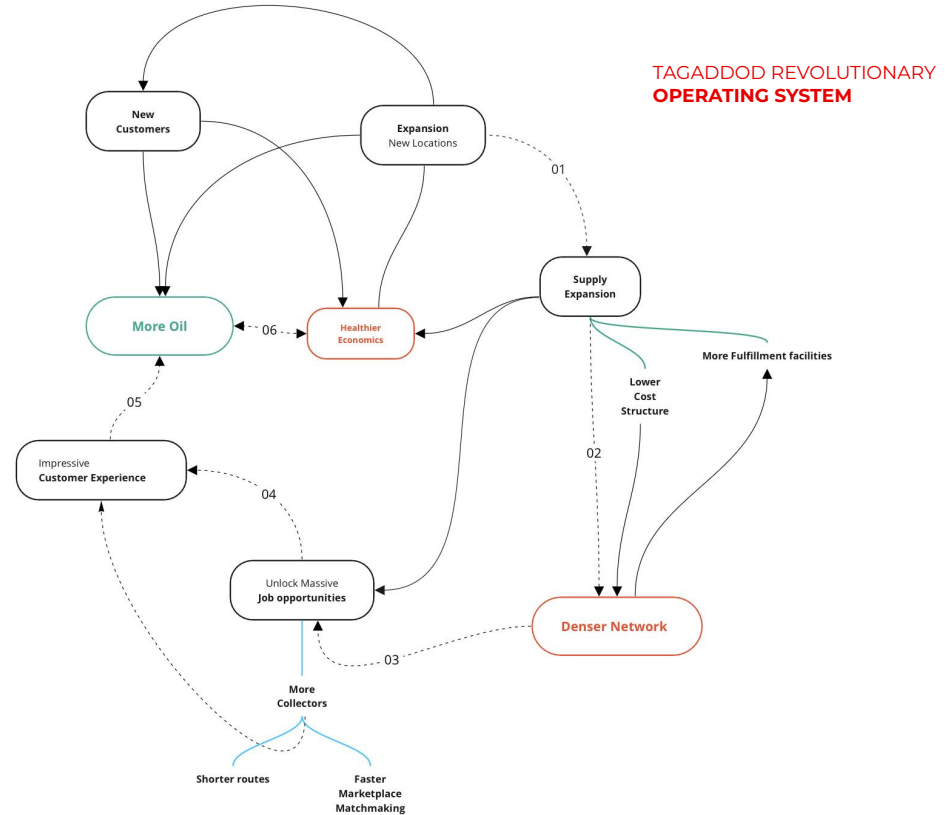 TAGADDOD REVOLUTIONARY
OPERATING SYSTEM
New
Customers
Expansion
New Locations
01
Supply
Expansion
More Oil
06
Healthier
Economics
More Fulfillment facilities
Lower
Cost
Structure
05
02
Impressive
Customer Experience
04
Unlock Massive
Job opportunities
Denser Network
03
More
Collectors
Shorter routes
Faster
Marketplace
Matchmaking